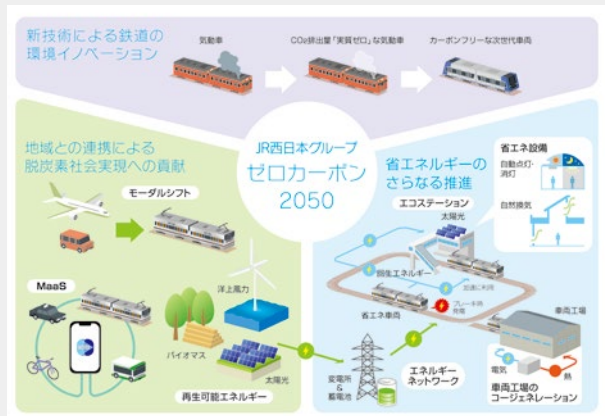 新技術による鉄道の
環境イノベーション
気動車
CO₂排出量「実質ゼロ」な気動車
カーボンフリーな次世代車両
地域との連携による
脱炭素社会実現への貢献
モーダルシフト
MaaS
洋上風力
バイオマス
太陽光
再生可能エネルギー
JR西日本グループ
ゼロカーボン
2050
省エネルギーの
さらなる推進
省エネ設備
自動点灯・
消灯
自然換気
エコステーション
太陽光
回生エネルギー
加速に利用
ブレーキ時
発電
省エネ車両
車両工場
変電所
&
蓄電池
エネルギー
ネットワーク
電気
熱
車両工場の
コージェネレーション